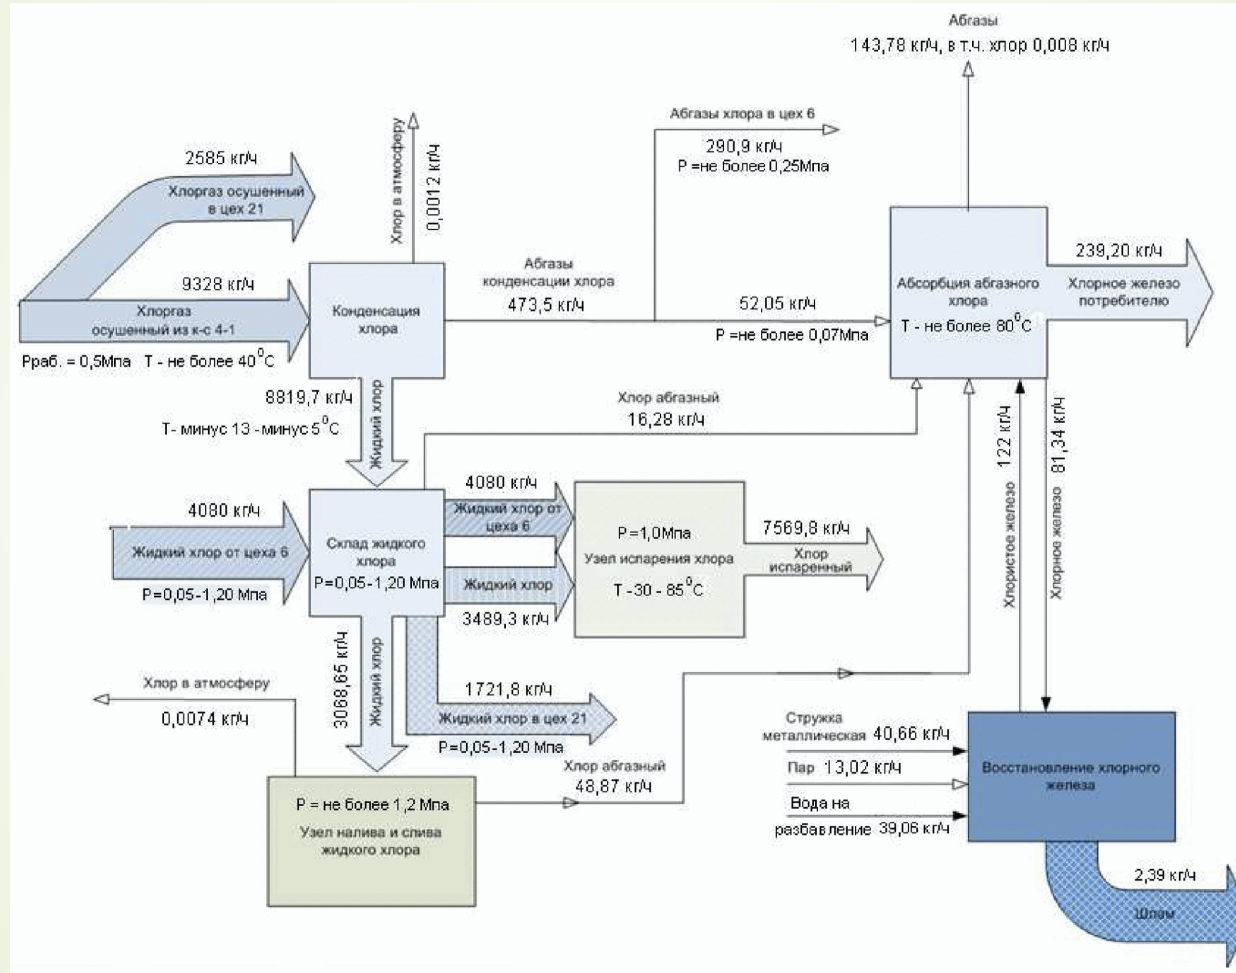 Абгазы
143,78 кг/ч, в т.ч. хлор 0,008 кг/ч
Хлор в атмосферу
0,0012 кг/ч
Абгазы хлора в цех 6
290,9 кг/ч
Р =не более 0,25Мпа
2585 кг/ч
Хлоргаз осушенный
в цех 21
9328 кг/ч
Хлоргаз
осушенный из к-с 4-1
Рраб. = 0,5Мпа Т - не более 40⁰С
Конденсация
хлора
Абгазы
конденсации хлора
473,5 кг/ч
52,05 кг/ч
Р =не более 0,07Мпа
Абсорбция абгазного
хлора
Т - не более 80⁰С
239,20 кг/ч
Хлорное железо
потребителю
8819,7 кг/ч
Т- минус 13 -минус 5⁰С
Жидкий хлор
Хлор абгазный
16,28 кг/ч
Хлористое железо 122 кг/ч
Хлорное железо 81,34 кг/ч
4080 кг/ч
Жидкий хлор от цеха 6
Р=0,05-1,20 Мпа
Склад жидкого
хлора
Р=0,05-1,20 Мпа
4080 кг/ч
Жидкий хлор от
цеха 6
Жидкий хлор
3489,3 кг/ч
Р=1,0Мпа
Узел испарения хлора
Т -30 - 85⁰С
7569,8 кг/ч
Хлор
испаренный
3068,65 кг/ч
Жидкий хлор
1721,8 кг/ч
Жидкий хлор в цех 21
Р=0,05-1,20 Мпа
Хлор в атмосферу
0,0074 кг/ч
Хлор абгазный
48,87 кг/ч
Р = не более 1,2 Мпа
Узел налива и слива
жидкого хлора
Стружка
металлическая 40,66 кг/ч
Пар 13,02 кг/ч
Вода на
разбавление 39,06 кг/ч
Восстановление хлорного
железа
2,39 кг/ч
Шлам